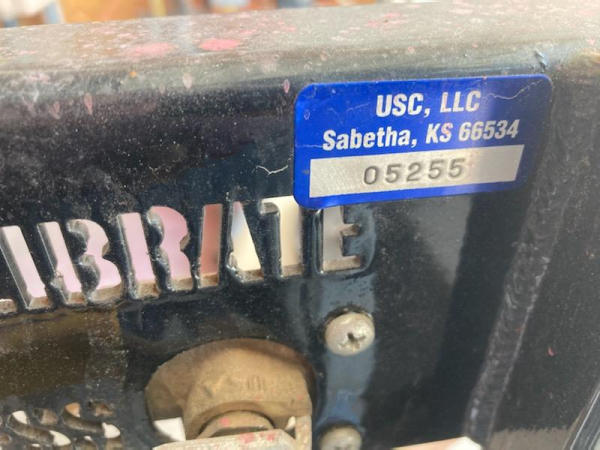 USC, LLC
Sabetha, KS 66534
05255
LIBRATE